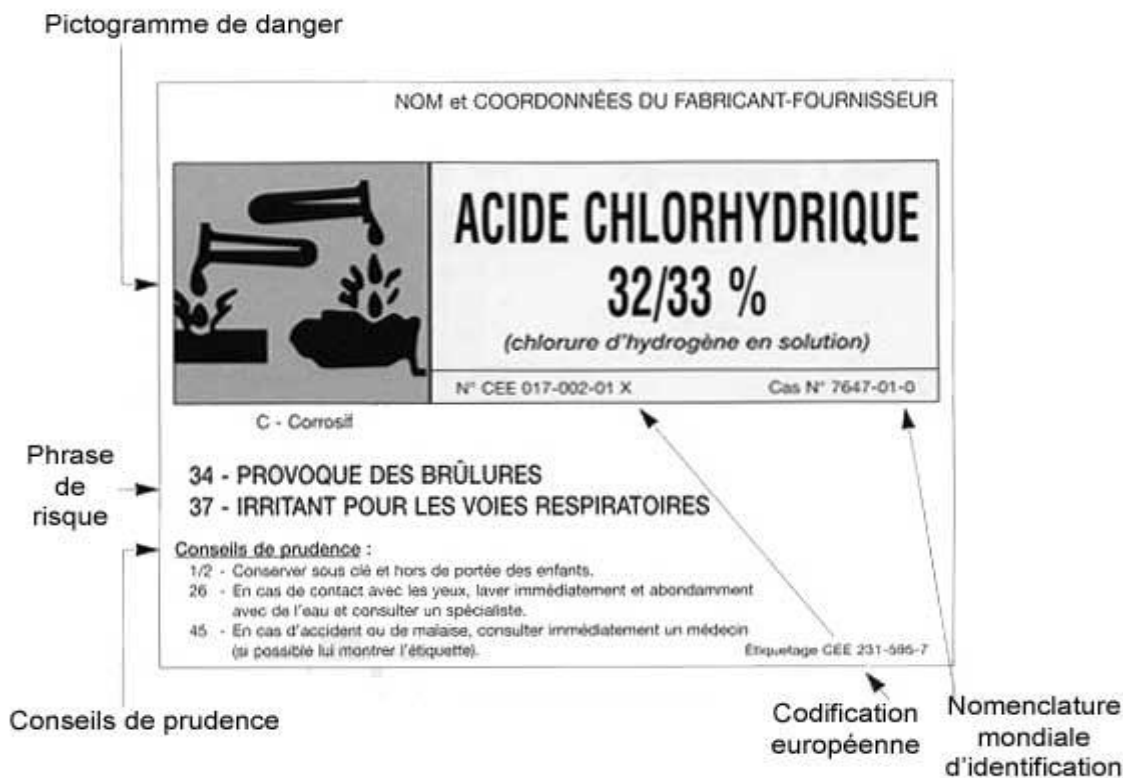 Pictogramme de danger
NOM et COORDONNÉES DU FABRICANT-FOURNISSEUR
ACIDE CHLORHYDRIQUE
32/33 %
(chlorure d'hydrogène en solution)
N° CEE 017-002-01 X
Cas N° 7647-01-0
C - Corrosif
Phrase
de
risque
34 - PROVOQUE DES BRÛLURES
37 - IRRITANT POUR LES VOIES RESPIRATOIRES
Conseils de prudence :
1/2 - Conserver sous clé et hors de portée des enfants.
26 - En cas de contact avec les yeux, laver immédiatement et abondamment
avec de l'eau et consulter un spécialiste.
45 - En cas d'accident ou de malaise, consulter immédiatement un médecin
(si possible lui montrer l'étiquette).
Étiquetage CEE 231-595-7
Conseils de prudence
Codification
européenne
Nomenclature
mondiale
d'identification